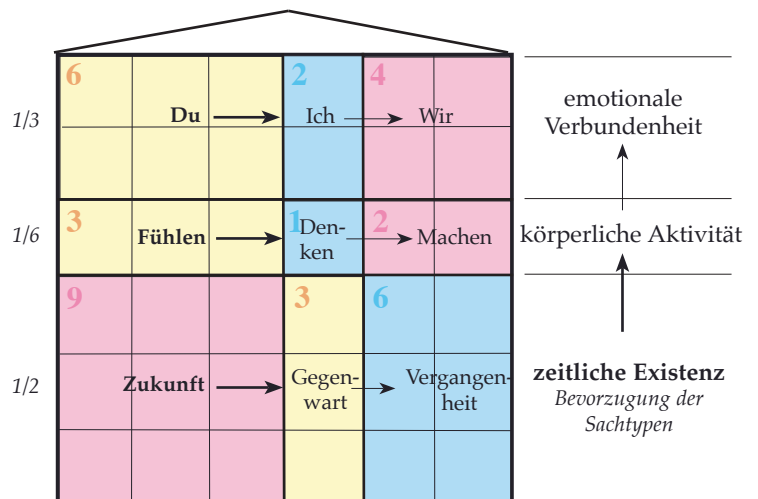 6 2 4
1/3 Du Ich Wir
emotionale
Verbundenheit
3 1 2
1/6 Fühlen Den-
ken Machen
körperliche Aktivität
9 3 6
1/2 Zukunft Gegen-
wart Vergangen-
heit
zeitliche Existenz
Bevorzugung der
Sachtypen